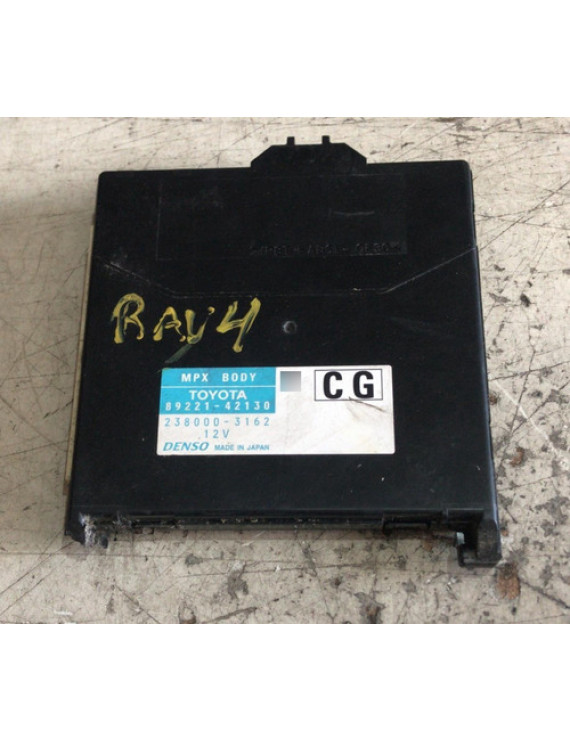 RAV4
MPX BODY
TOYOTA
89221-42130
238000-3162
12V
DENSO MADE IN JAPAN
CG